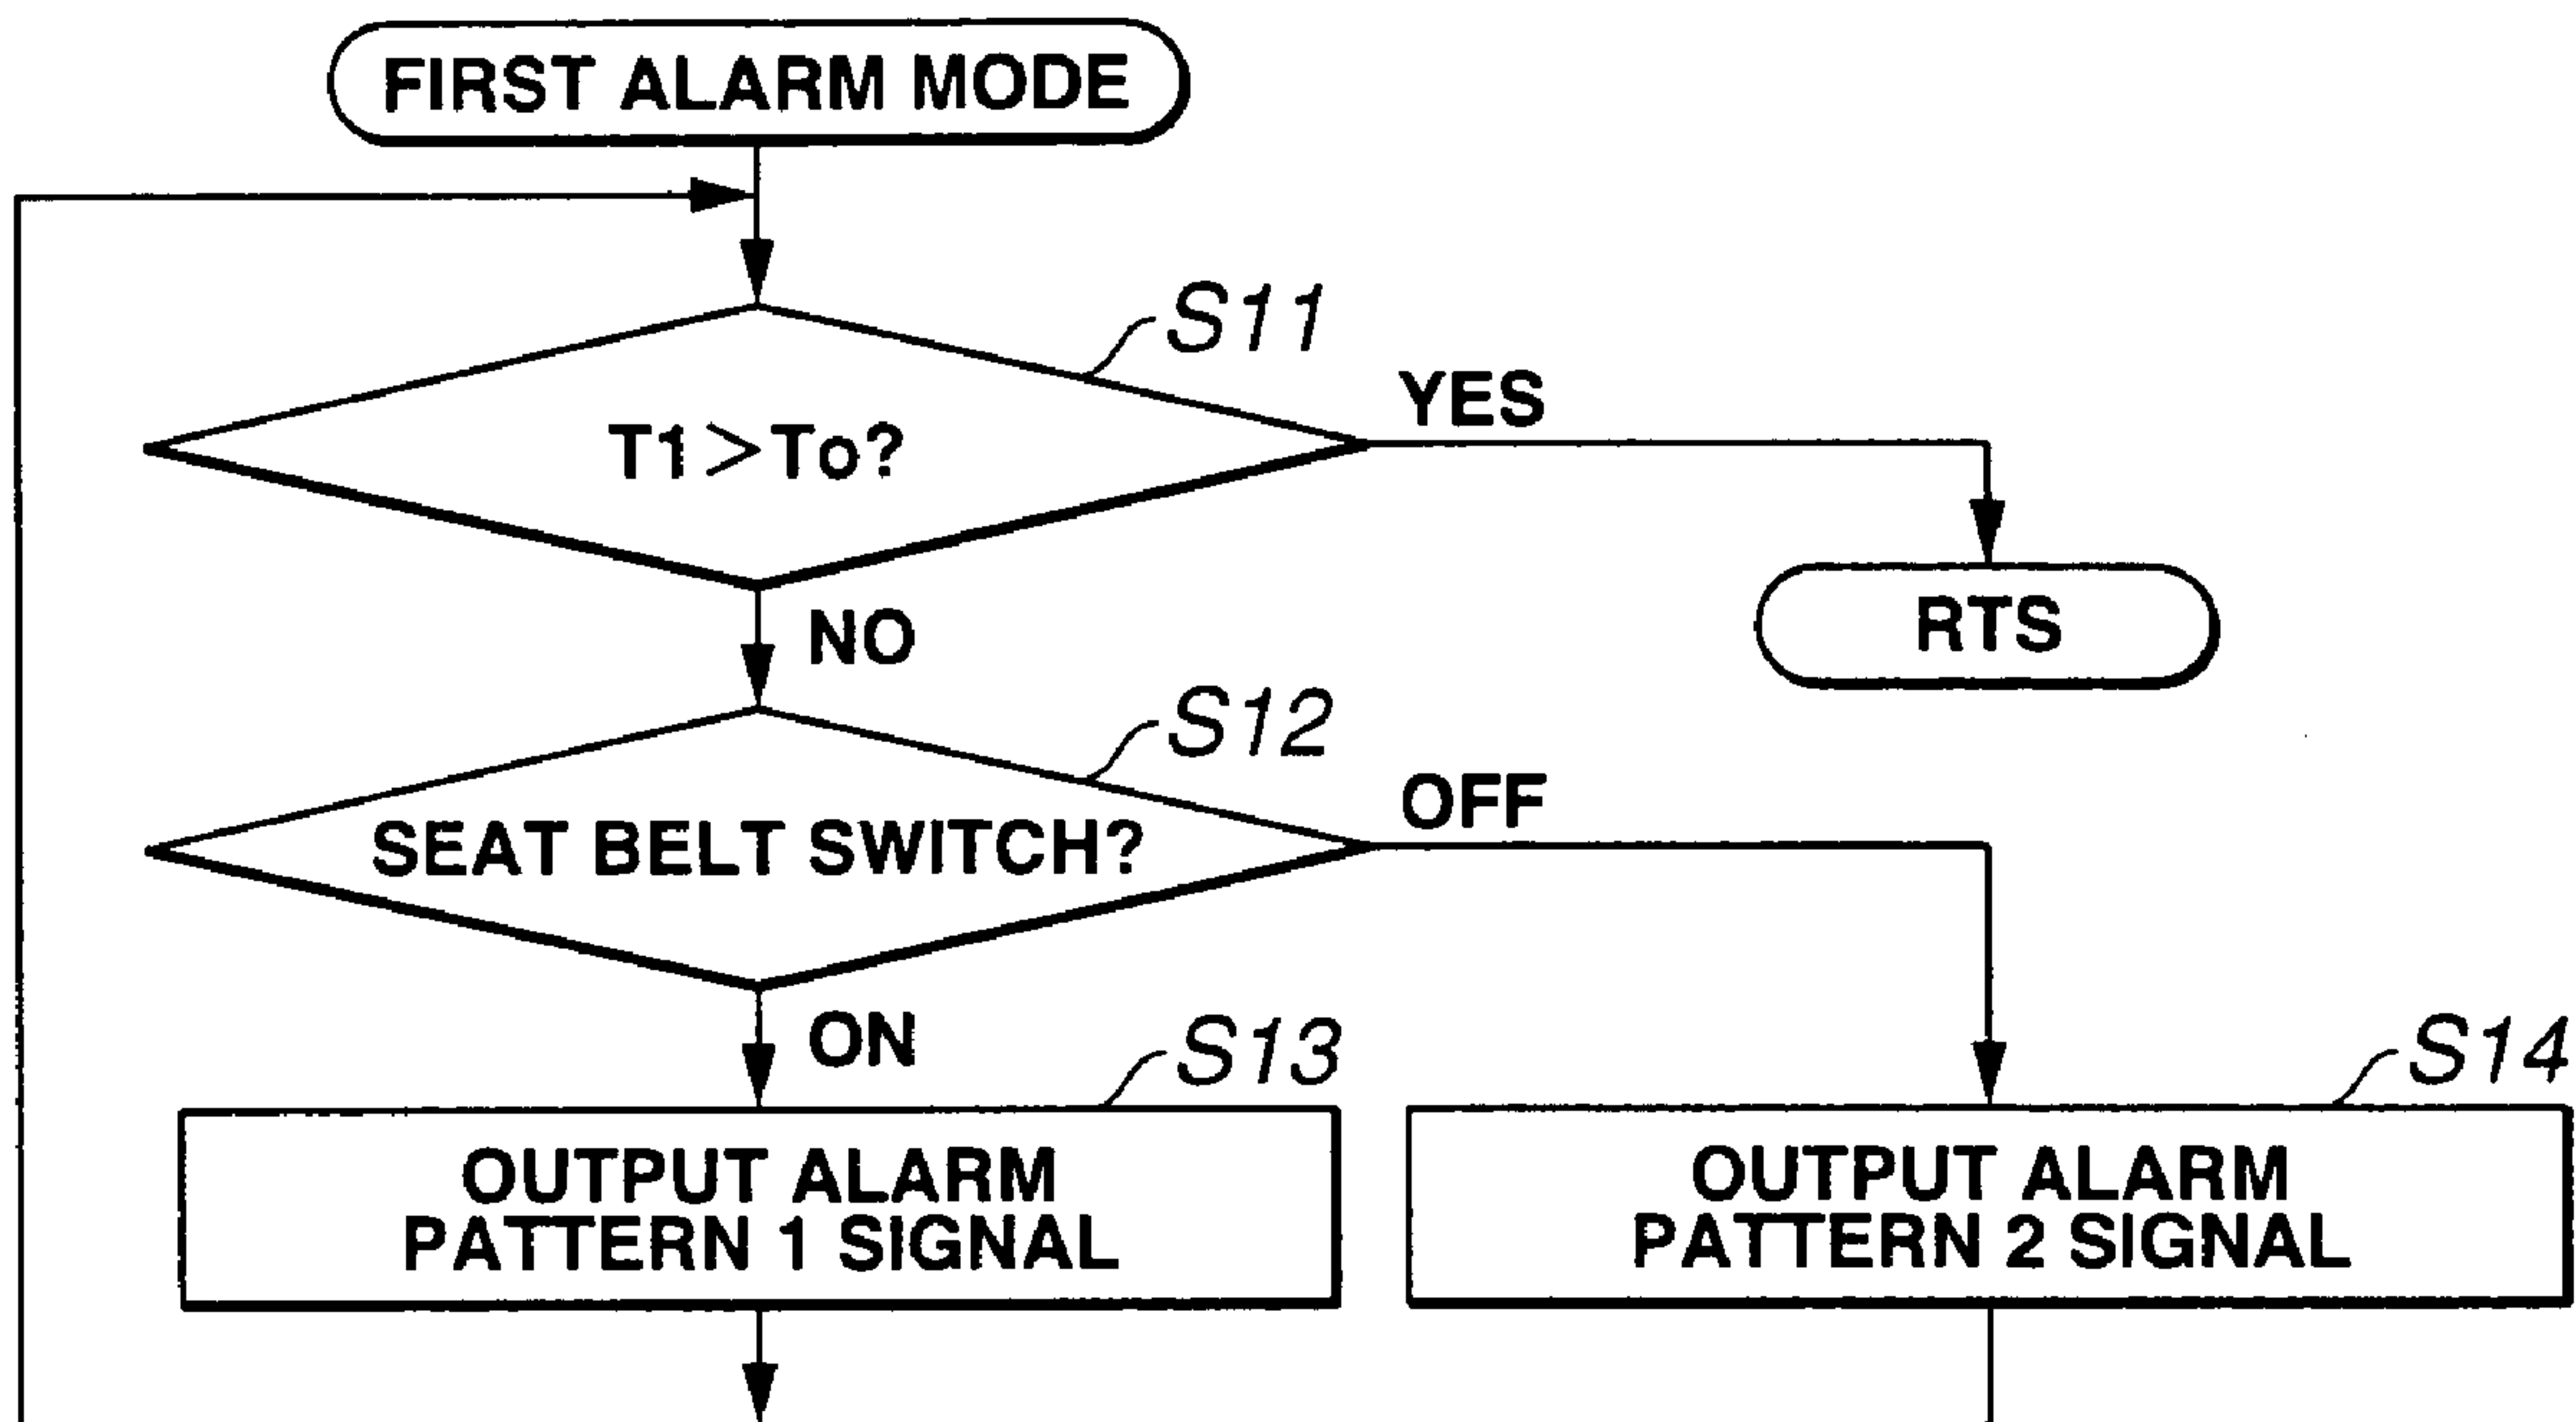 FIRST ALARM MODE
S11
T1>To?
YES
NO
RTS
S12
SEAT BELT SWITCH?
OFF
ON
S13
S14
OUTPUT ALARM
PATTERN 1 SIGNAL
OUTPUT ALARM
PATTERN 2 SIGNAL